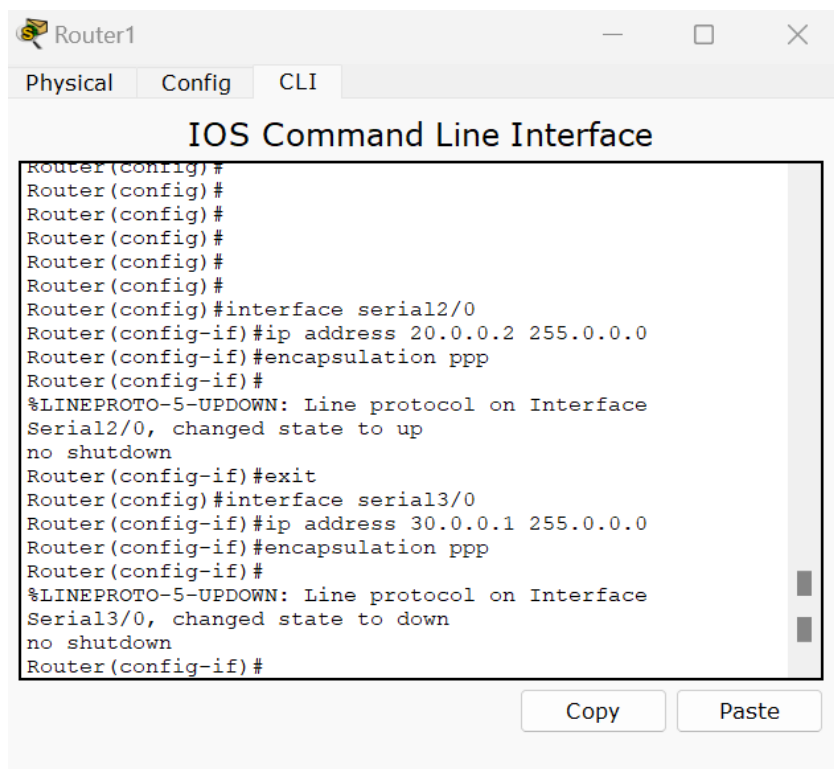 Router1
Physical Config CLI
IOS Command Line Interface
Router(config)#
Router(config)#
Router(config)#
Router(config)#
Router(config)#
Router(config)#
Router(config)#interface serial2/0
Router(config-if)#ip address 20.0.0.2 255.0.0.0
Router(config-if)#encapsulation ppp
Router(config-if)#
%LINEPROTO-5-UPDOWN: Line protocol on Interface
Serial2/0, changed state to up
no shutdown
Router(config-if)#exit
Router(config)#interface serial3/0
Router(config-if)#ip address 30.0.0.1 255.0.0.0
Router(config-if)#encapsulation ppp
Router(config-if)#
%LINEPROTO-5-UPDOWN: Line protocol on Interface
Serial3/0, changed state to down
no shutdown
Router(config-if)#
Copy Paste